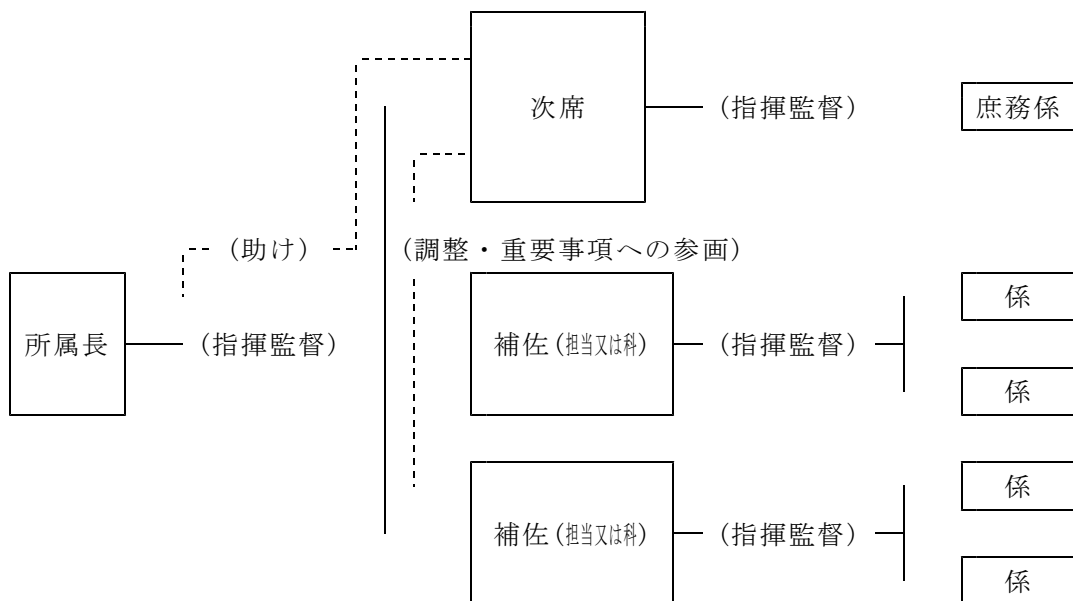 次席
(指揮監督)
庶務係
(助け)
(調整・重要事項への参画)
所属長
(指揮監督)
補佐(担当又は科)
(指揮監督)
係
係
補佐(担当又は科)
(指揮監督)
係
係